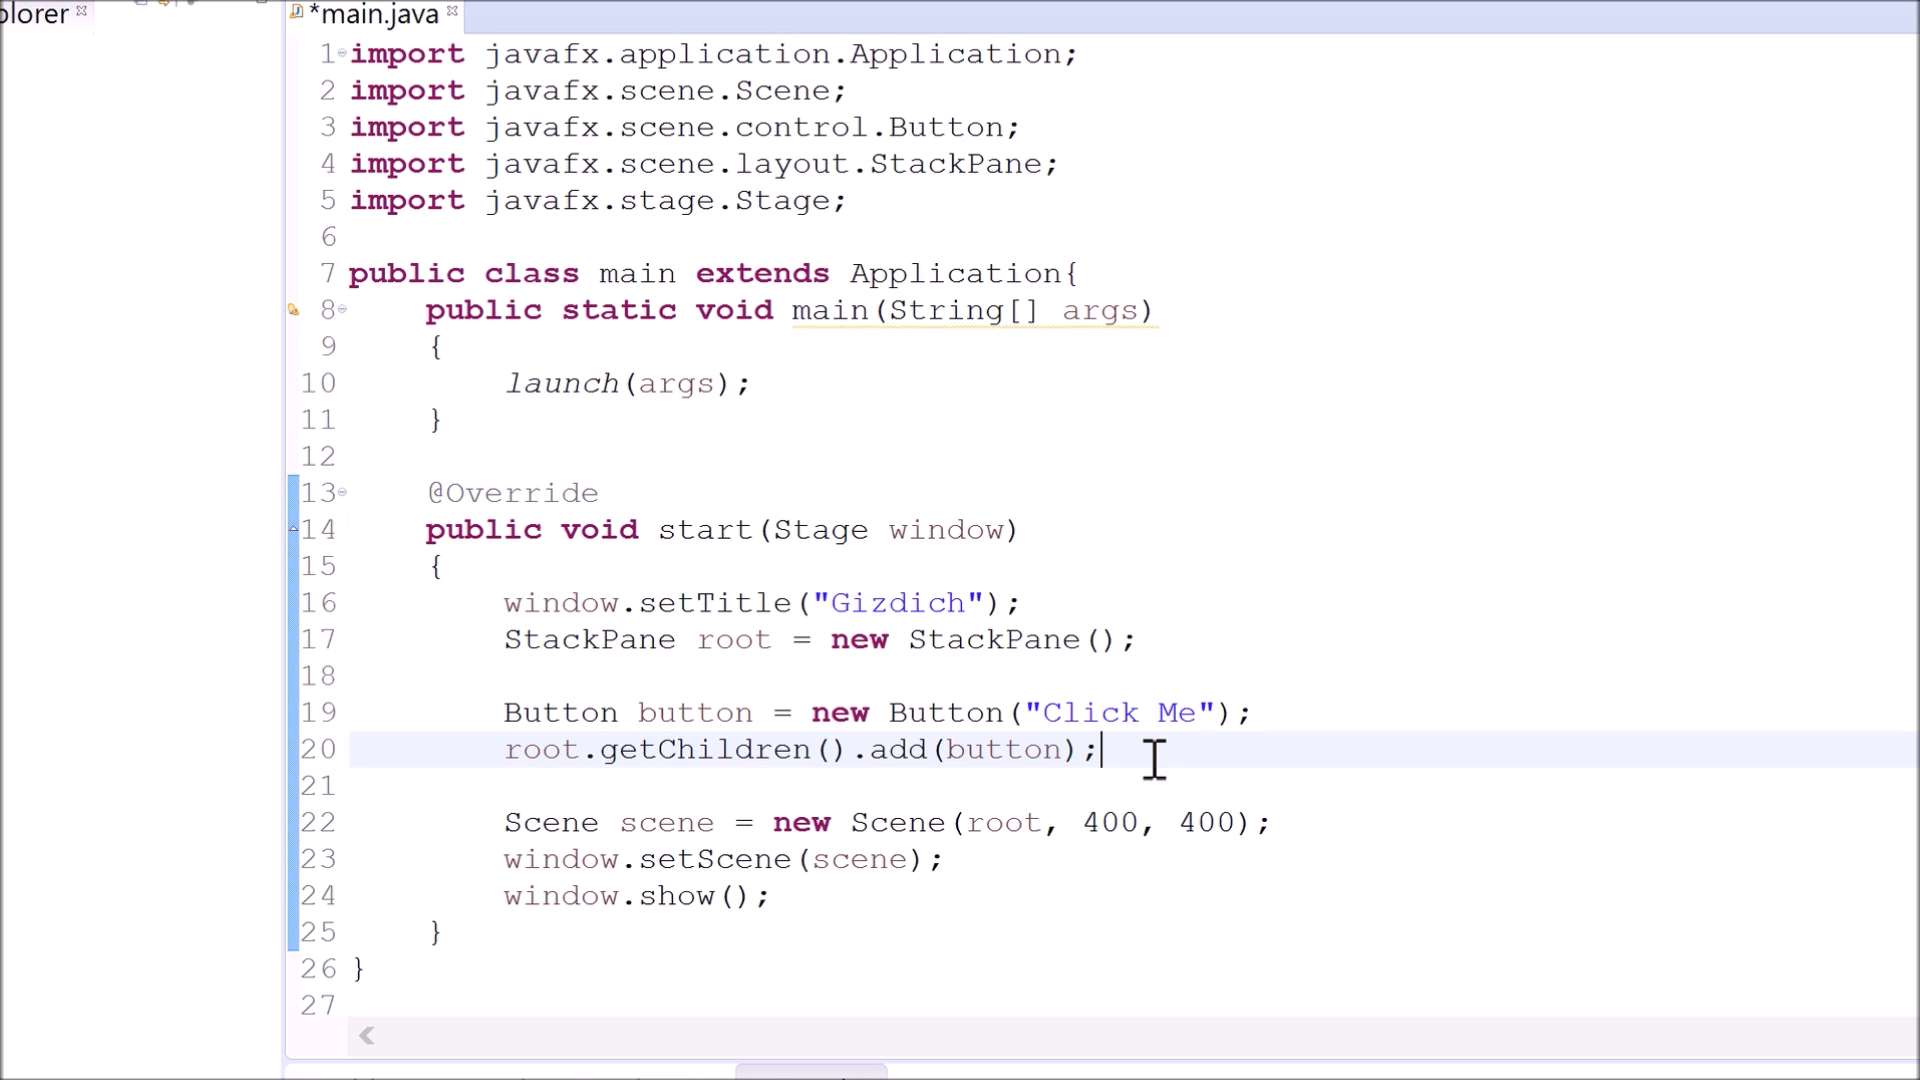 plorer
*main.java
1 import javafx.application.Application;
2 import javafx.scene.Scene;
3 import javafx.scene.control.Button;
4 import javafx.scene.layout.StackPane;
5 import javafx.stage.Stage;
6
7 public class main extends Application{
8     public static void main(String[] args)
9     {
10         launch(args);
11     }
12
13     @Override
14     public void start(Stage window)
15     {
16         window.setTitle("Gizdich");
17         StackPane root = new StackPane();
18
19         Button button = new Button("Click Me");
20         root.getChildren().add(button);
21
22         Scene scene = new Scene(root, 400, 400);
23         window.setScene(scene);
24         window.show();
25     }
26 }
27